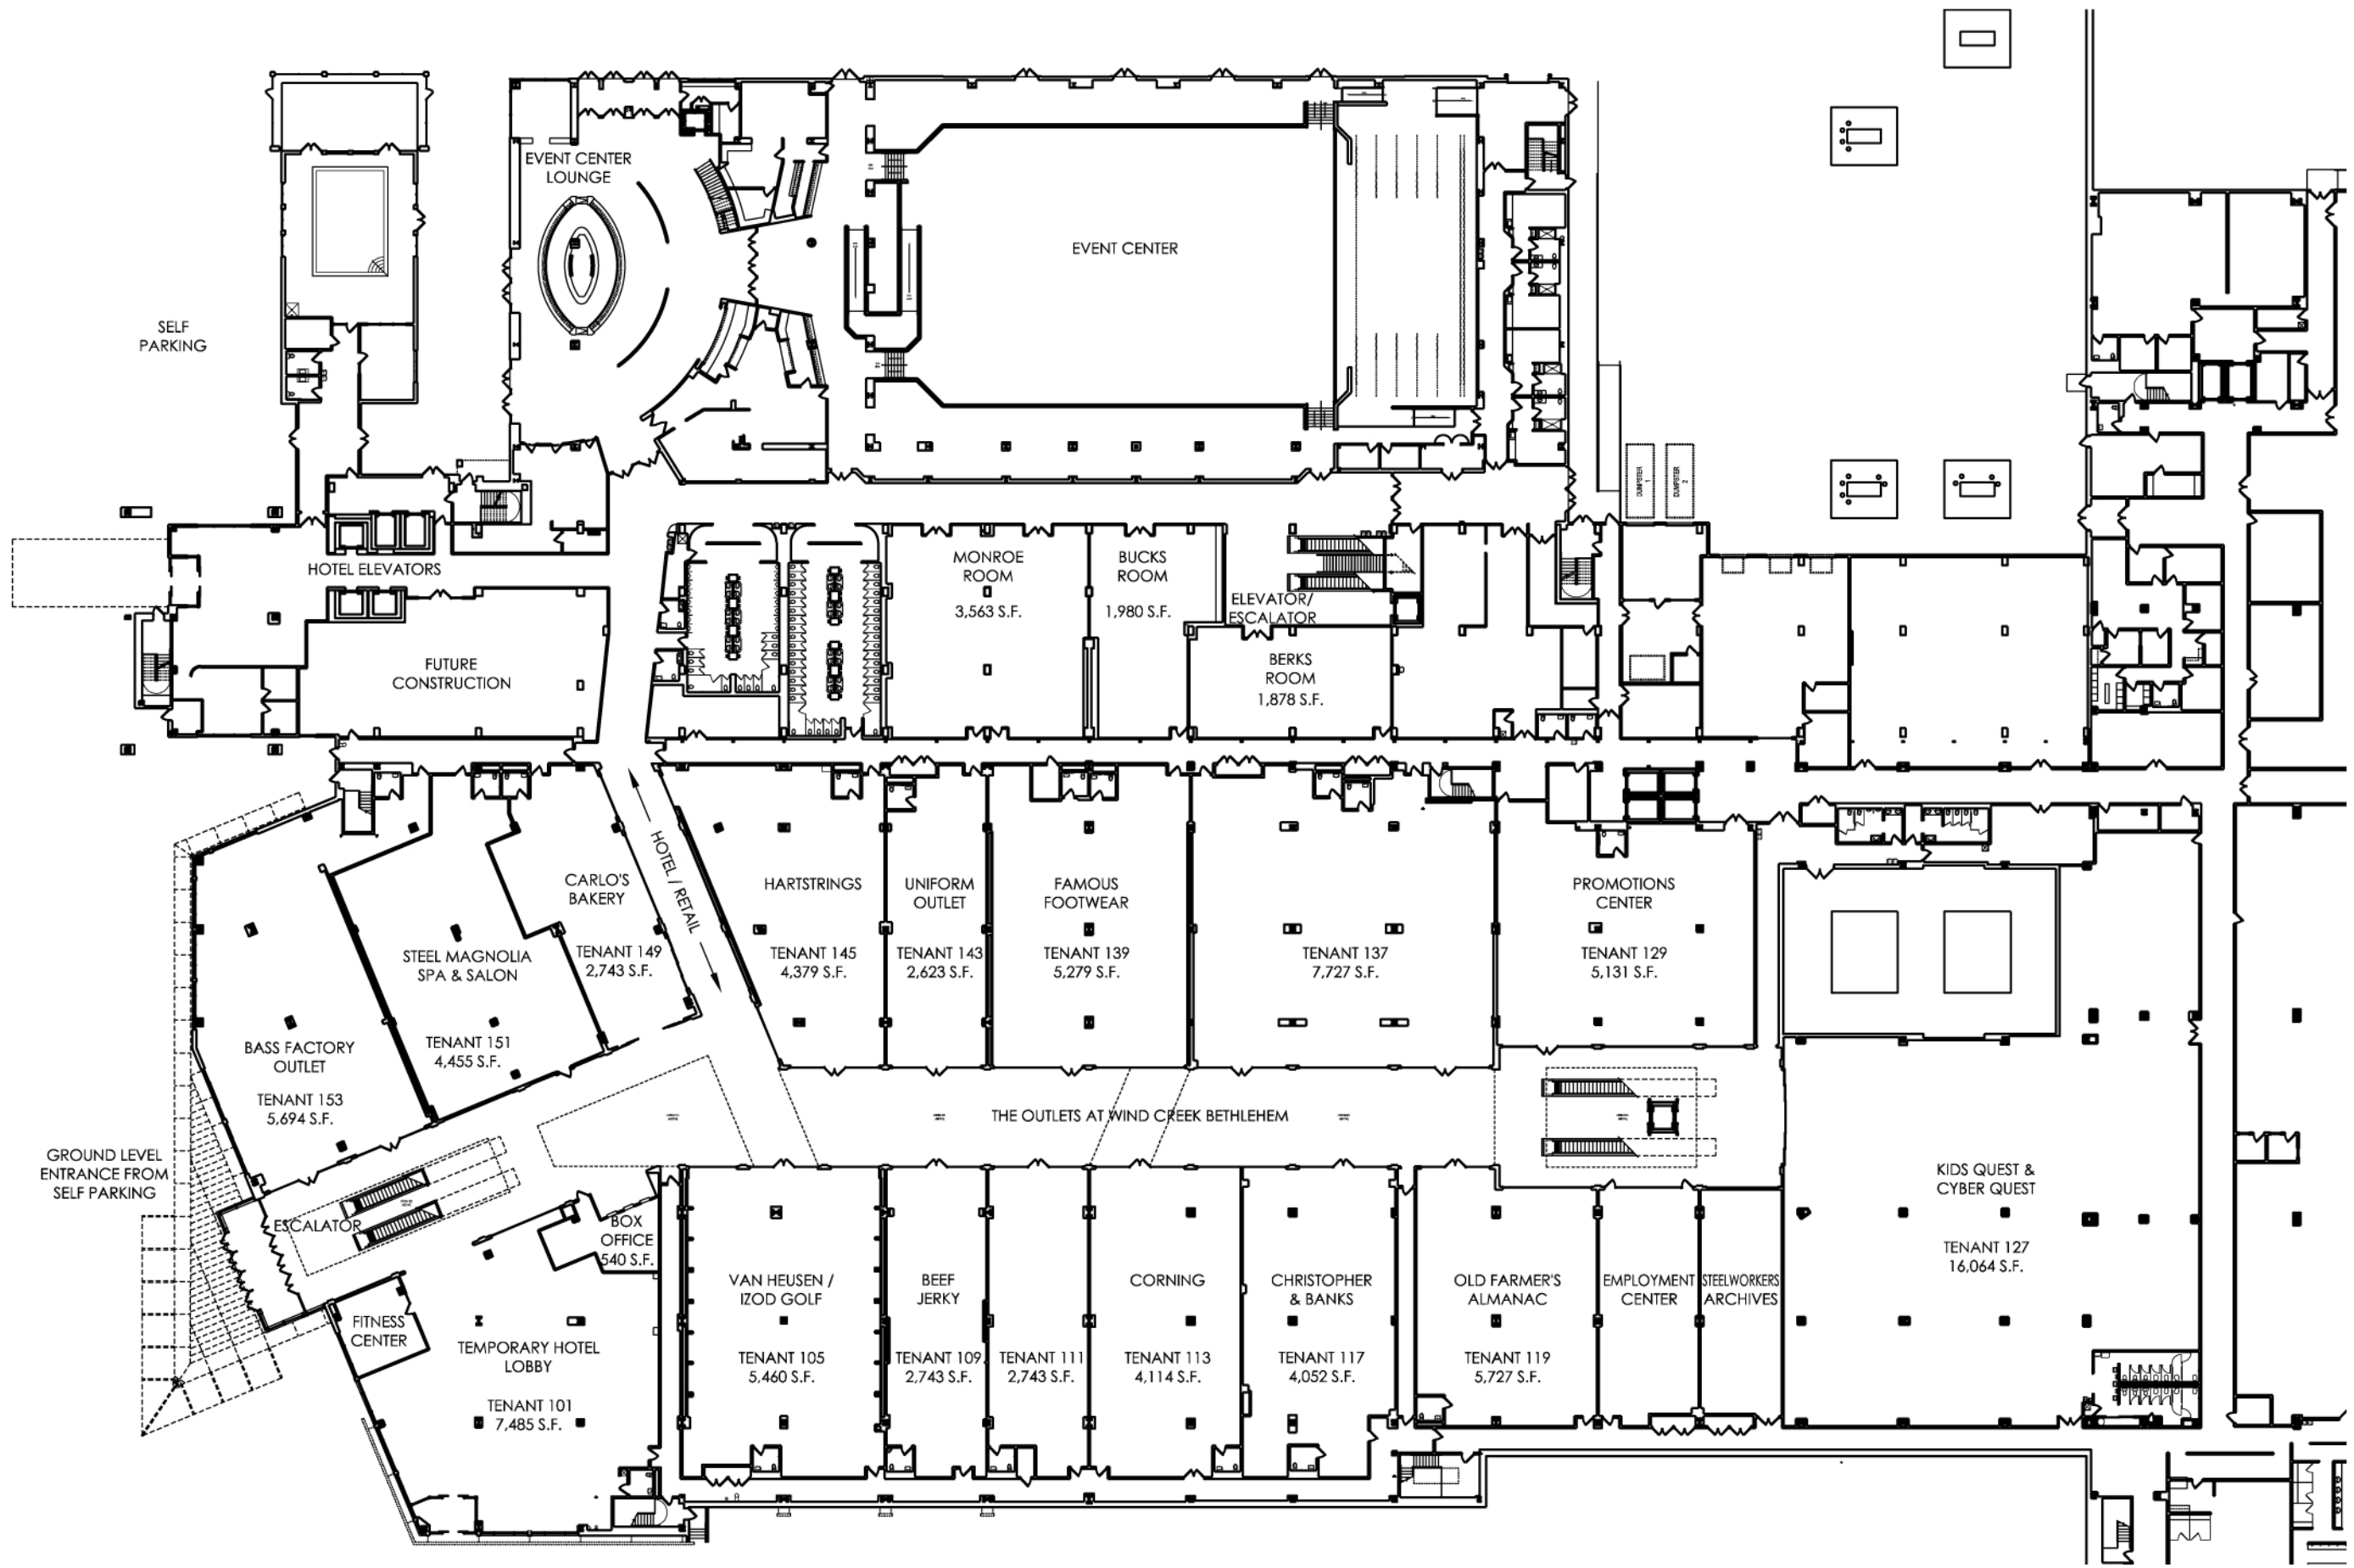 EVENT CENTER
LOUNGE
EVENT CENTER
SELF
PARKING
DUMPSTER
1
DUMPSTER
2
HOTEL ELEVATORS
MONROE
ROOM
3,563 S.F.
BUCKS
ROOM
1,980 S.F.
ELEVATOR/
ESCALATOR
BERKS
ROOM
1,878 S.F.
FUTURE
CONSTRUCTION
HOTEL / RETAIL
CARLO'S
BAKERY
TENANT 149
2,743 S.F.
STEEL MAGNOLIA
SPA & SALON
TENANT 151
4,455 S.F.
BASS FACTORY
OUTLET
TENANT 153
5,694 S.F.
HARTSTRINGS
TENANT 145
4,379 S.F.
UNIFORM
OUTLET
TENANT 143
2,623 S.F.
FAMOUS
FOOTWEAR
TENANT 139
5,279 S.F.
TENANT 137
7,727 S.F.
PROMOTIONS
CENTER
TENANT 129
5,131 S.F.
THE OUTLETS AT WIND CREEK BETHLEHEM
GROUND LEVEL
ENTRANCE FROM
SELF PARKING
ESCALATOR
BOX
OFFICE
540 S.F.
FITNESS
CENTER
TEMPORARY HOTEL
LOBBY
TENANT 101
7,485 S.F.
VAN HEUSEN /
IZOD GOLF
TENANT 105
5,460 S.F.
BEEF
JERKY
TENANT 109
2,743 S.F.
TENANT 111
2,743 S.F.
CORNING
TENANT 113
4,114 S.F.
CHRISTOPHER
& BANKS
TENANT 117
4,052 S.F.
OLD FARMER'S
ALMANAC
TENANT 119
5,727 S.F.
EMPLOYMENT
CENTER
STEELWORKERS
ARCHIVES
KIDS QUEST &
CYBER QUEST
TENANT 127
16,064 S.F.